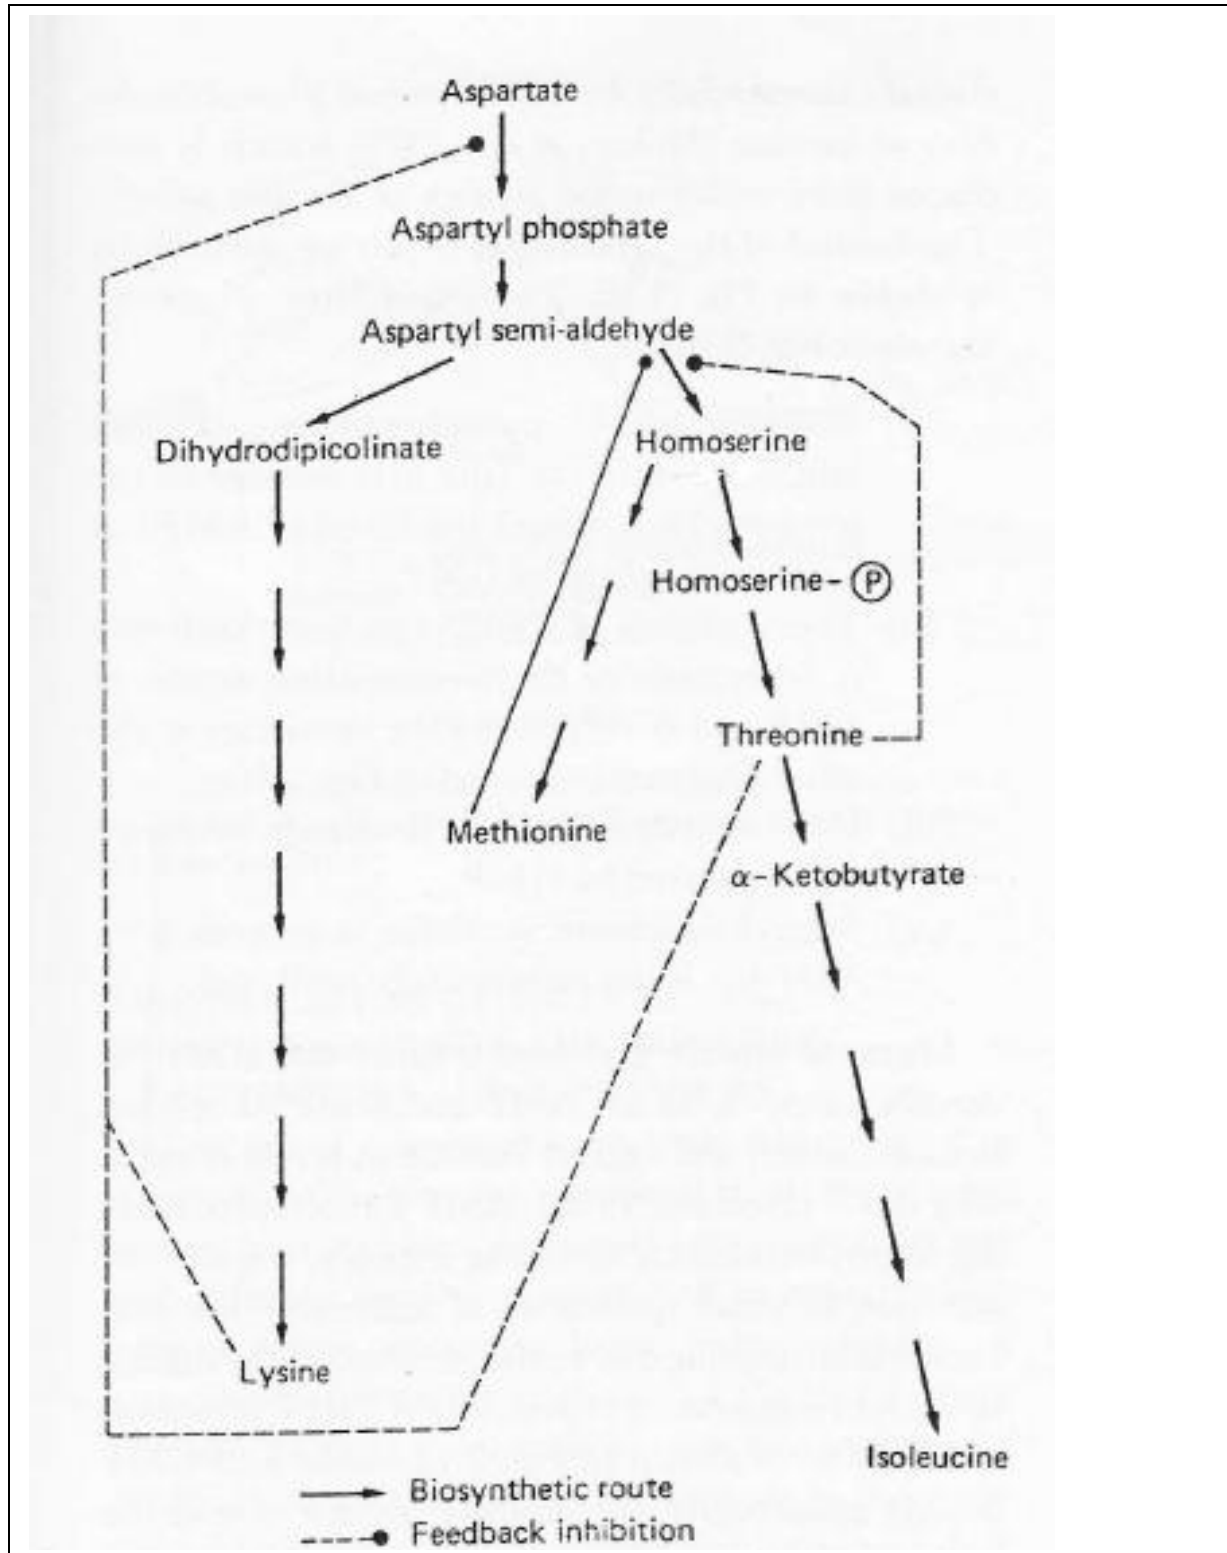 Aspartate
Aspartyl phosphate
Aspartyl semi-aldehyde
Dihydrodipicolinate
Homoserine
Homoserine-Ⓟ
Threonine
Methionine
α-Ketobutyrate
Lysine
Isoleucine
Biosynthetic route
Feedback inhibition